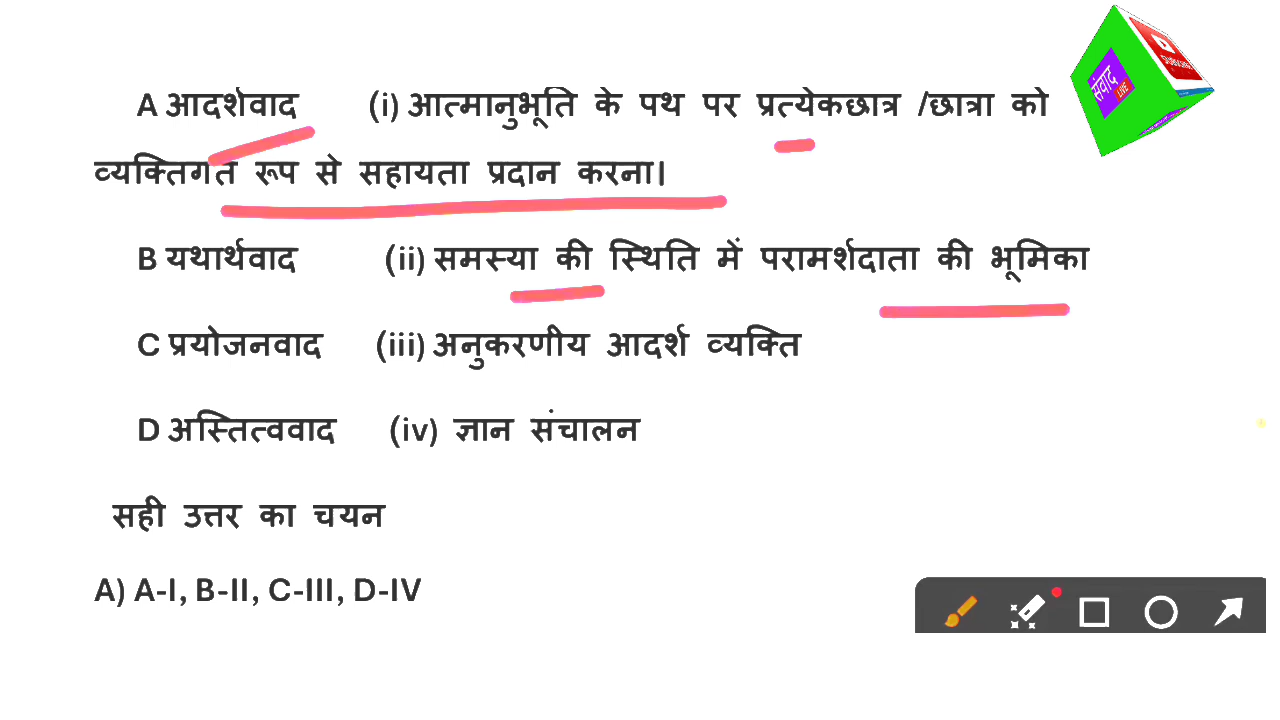 A आदर्शवाद (i) आत्मानुभूति के पथ पर प्रत्येकछात्र /छात्रा को
व्यक्तिगत रूप से सहायता प्रदान करना।
B यथार्थवाद (ii) समस्या की स्थिति में परामर्शदाता की भूमिका
C प्रयोजनवाद (iii) अनुकरणीय आदर्श व्यक्ति
D अस्तित्ववाद (iv) ज्ञान संचालन
सही उत्तर का चयन
A) A-I, B-II, C-III, D-IV
संवाद
LIVE
SUBSCRIBE